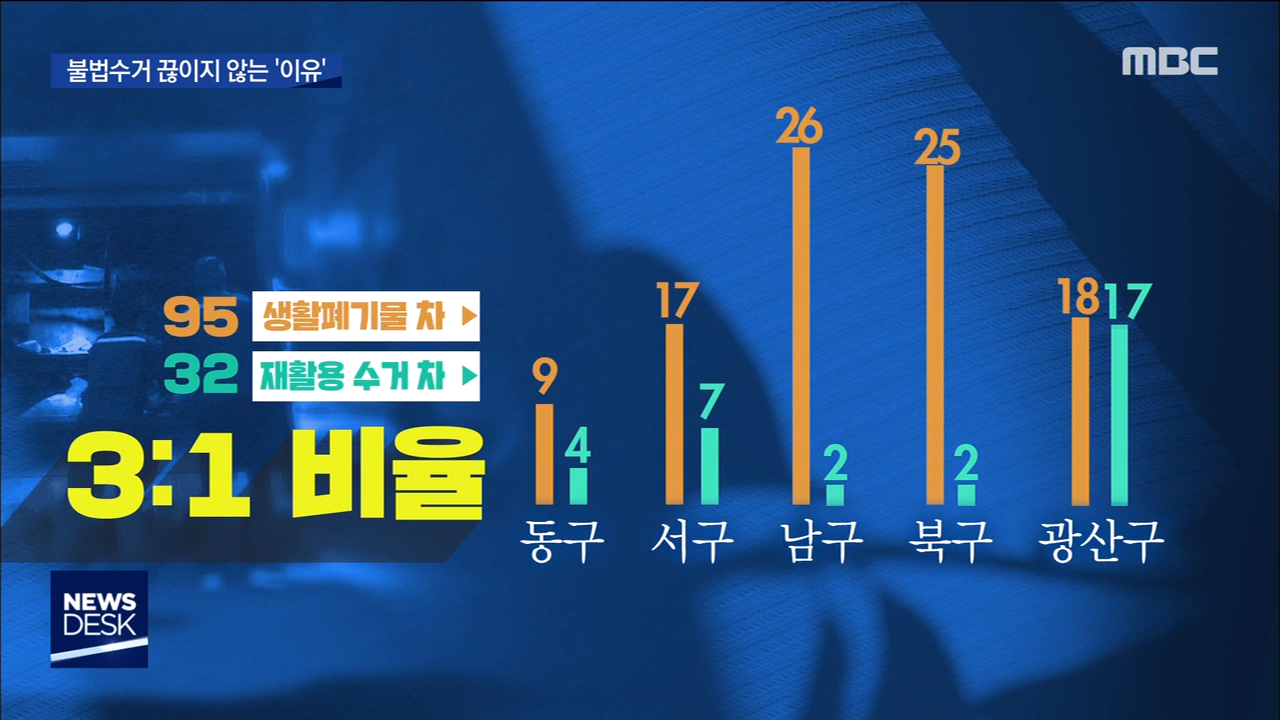 불법수거 끊이지 않는 '이유'
MBC
95 생활폐기물 차 ▶
32 재활용 수거 차 ▶
3:1 비율
9 4 17 7 26 2 25 2 18 17
동구 서구 남구 북구 광산구
NEWS
DESK